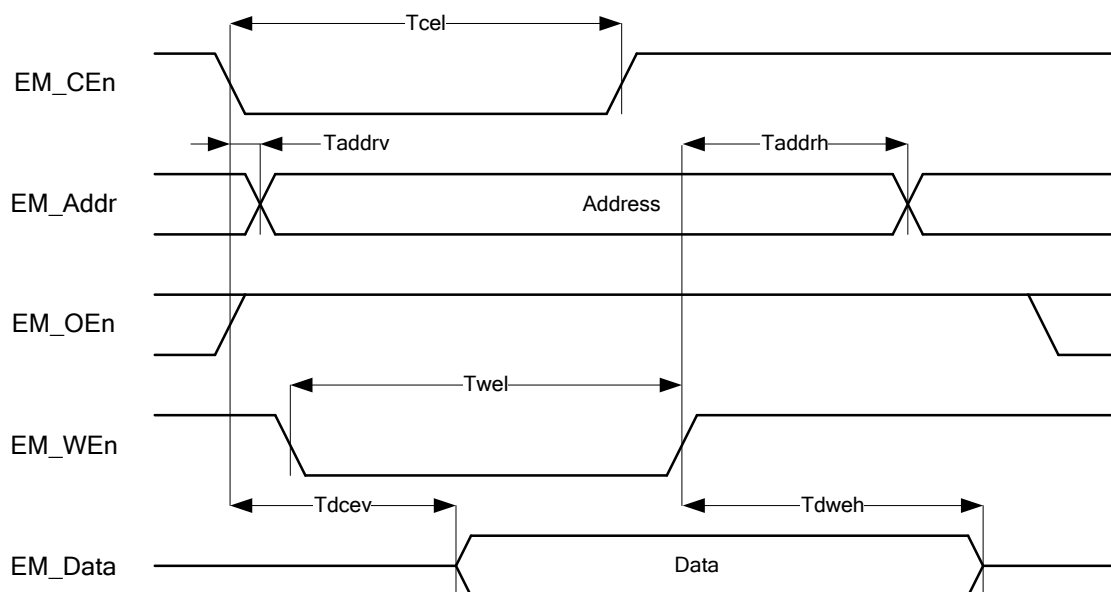 Tcel
EM_CEn
Taddrv
Taddrh
EM_Addr
Address
EM_OEn
Twel
EM_WEn
Tdcev
Tdweh
EM_Data
Data